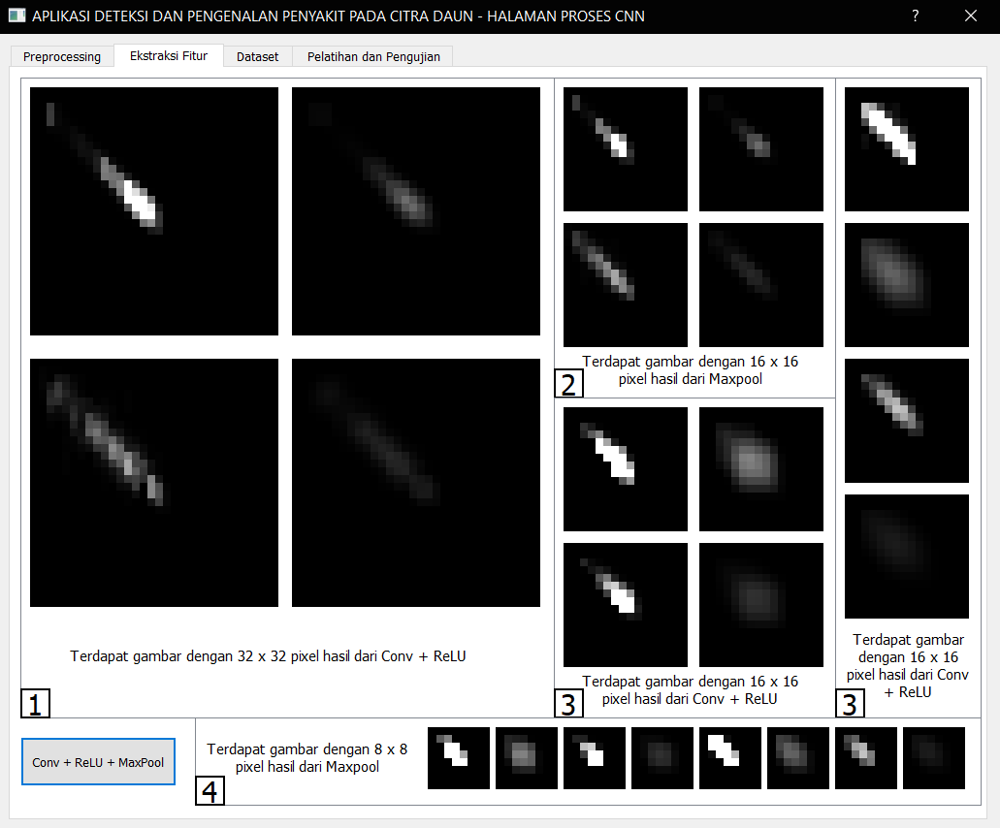 APLIKASI DETEKSI DAN PENGENALAN PENYAKIT PADA CITRA DAUN - HALAMAN PROSES CNN
?
Preprocessing
Ekstraksi Fitur
Dataset
Pelatihan dan Pengujian
Terdapat gambar dengan 32 x 32 pixel hasil dari Conv + ReLU
1
Terdapat gambar dengan 16 x 16
pixel hasil dari Maxpool
2
Terdapat gambar dengan 16 x 16
pixel hasil dari Conv + ReLU
3
Terdapat gambar
dengan 16 x 16
pixel hasil dari Conv
+ ReLU
3
Conv + ReLU + MaxPool
Terdapat gambar dengan 8 x 8
pixel hasil dari Maxpool
4